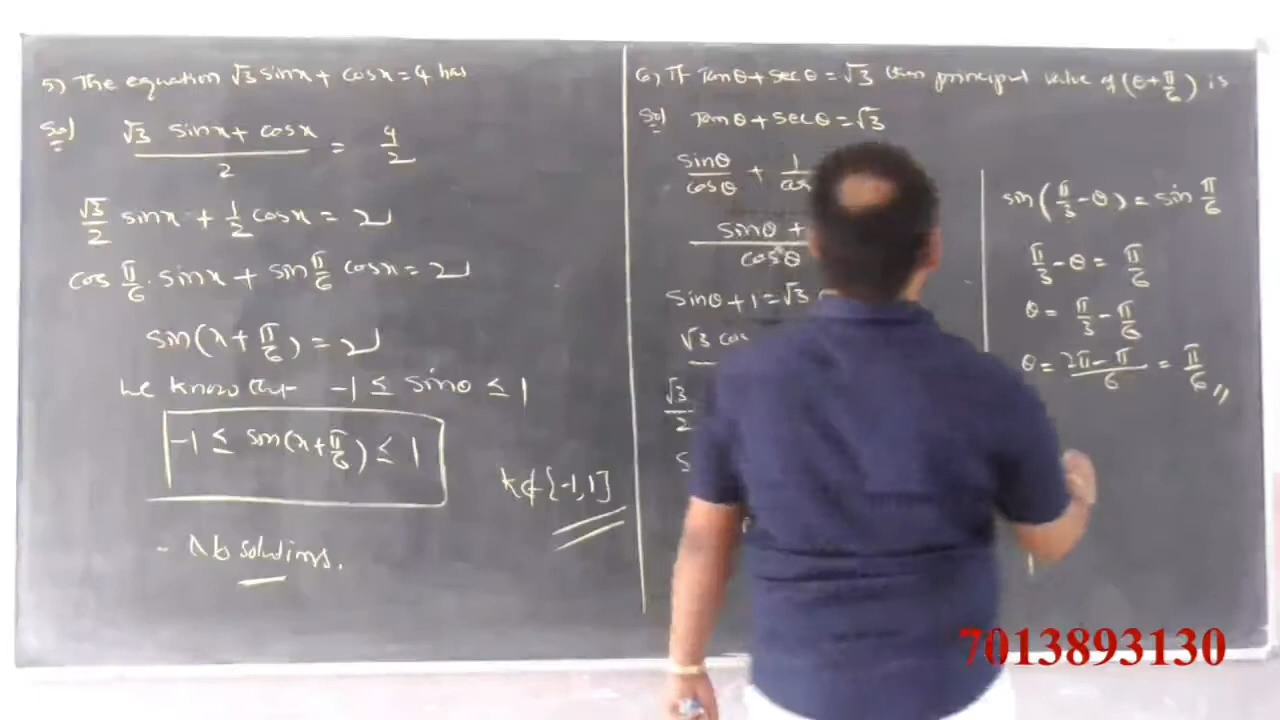 5) The equation √3 sinx + cosx = 4 has
Sol
√3 sinx + cosx / 2 = 4/2
√3/2 sinx + 1/2 cosx = 2
cos π/6 . sinx + sin π/6 cosx = 2
sin(x + π/6) = 2
We know that -1 ≤ sinθ ≤ 1
-1 ≤ sin(x + π/6) ≤ 1
k ∉ [-1,1]
- No solutions.
6) If Tanθ + secθ = √3 then principal value of (θ + π/6) is
Sol
Tanθ + secθ = √3
sinθ/cosθ + 1/cos
sinθ + / cosθ
sinθ + 1 = √3
√3 cos
√3/2
S
sin(π/3 - θ) = sin π/6
π/3 - θ = π/6
θ = π/3 - π/6
θ = 2π - π / 6 = π/6 //
7013893130